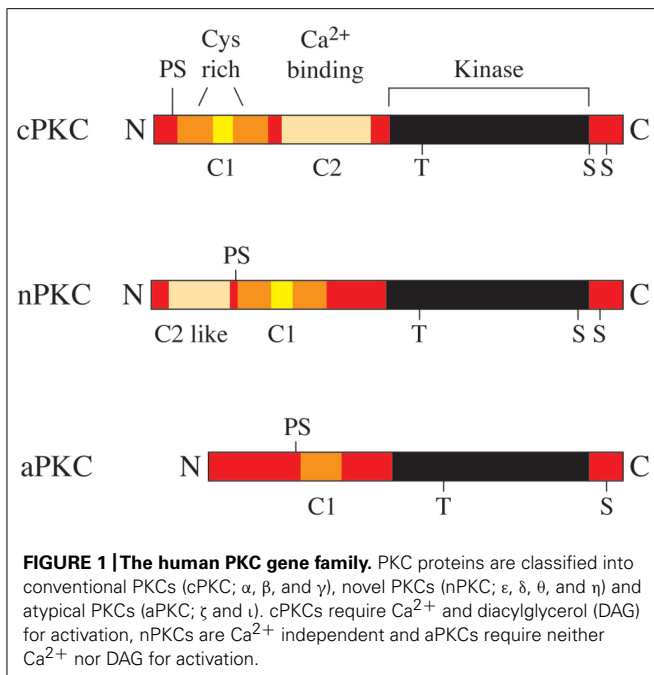 Cys
rich
Ca²⁺
binding
PS
Kinase
cPKC N C
C1 C2 T S S
PS
nPKC N C
C2 like C1 T S S
PS
aPKC N C
C1 T S
FIGURE 1 | The human PKC gene family. PKC proteins are classified into
conventional PKCs (cPKC; α, β, and γ), novel PKCs (nPKC; ε, δ, θ, and η) and
atypical PKCs (aPKC; ζ and ι). cPKCs require Ca²⁺ and diacylglycerol (DAG)
for activation, nPKCs are Ca²⁺ independent and aPKCs require neither
Ca²⁺ nor DAG for activation.